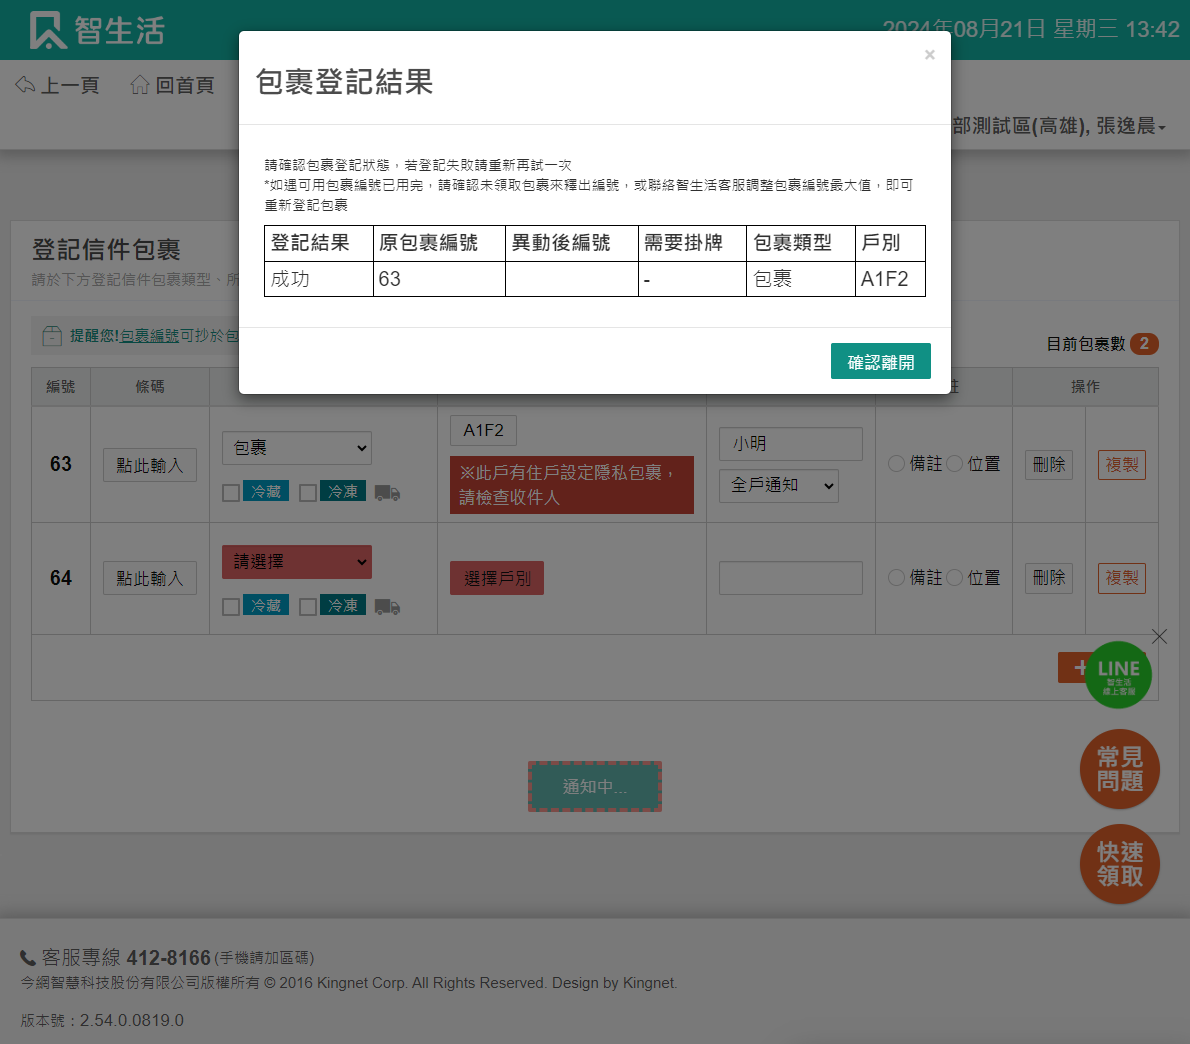 智生活
2024年08月21日 星期三 13:42
上一頁 回首頁
部測試區(高雄), 張逸晨
×
包裹登記結果
請確認包裹登記狀態，若登記失敗請重新再試一次
*如遇可用包裹編號已用完，請確認未領取包裹來釋出編號，或聯絡智生活客服調整包裹編號最大值，即可
重新登記包裹
登記結果 原包裹編號 異動後編號 需要掛牌 包裹類型 戶別
成功 63 - 包裹 A1F2
確認離開
登記信件包裹
請於下方登記信件包裹類型、所
提醒您!包裹編號可抄於包
目前包裹數 2
編號 條碼 註 操作
63 點此輸入 包裹 冷藏 冷凍 A1F2
※此戶有住戶設定隱私包裹，
請檢查收件人
小明
全戶通知
備註 位置 刪除 複製
64 點此輸入 請選擇 冷藏 冷凍 選擇戶別 備註 位置 刪除 複製
+
LINE
智生活
線上客服
通知中...
常見
問題
快速
領取
客服專線 412-8166 (手機請加區碼)
今網智慧科技股份有限公司版權所有 © 2016 Kingnet Corp. All Rights Reserved. Design by Kingnet.
版本號：2.54.0.0819.0